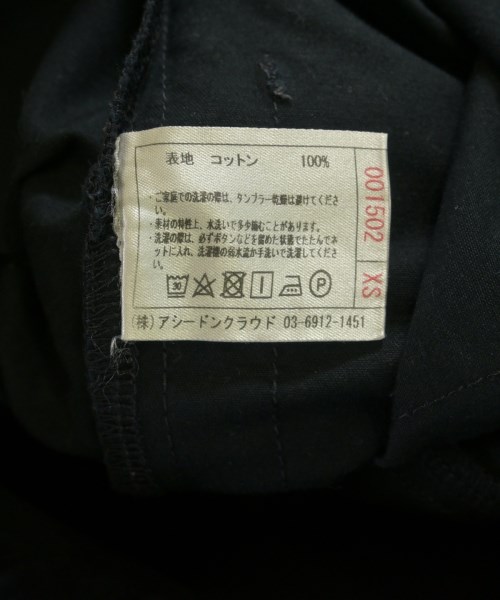 表地 コットン 100%
・ご家庭での洗濯の際は、タンブラー乾燥は避けてください。
・素材の特性上、水洗いで多少縮むことがあります。
・洗濯の際は、必ずボタンなどを留めた状態でたたんでネットに入れ、洗濯機の弱水流か手洗いで洗濯してください。
30
P
(株)アシードンクラウド 03-6912-1451
001502 XS